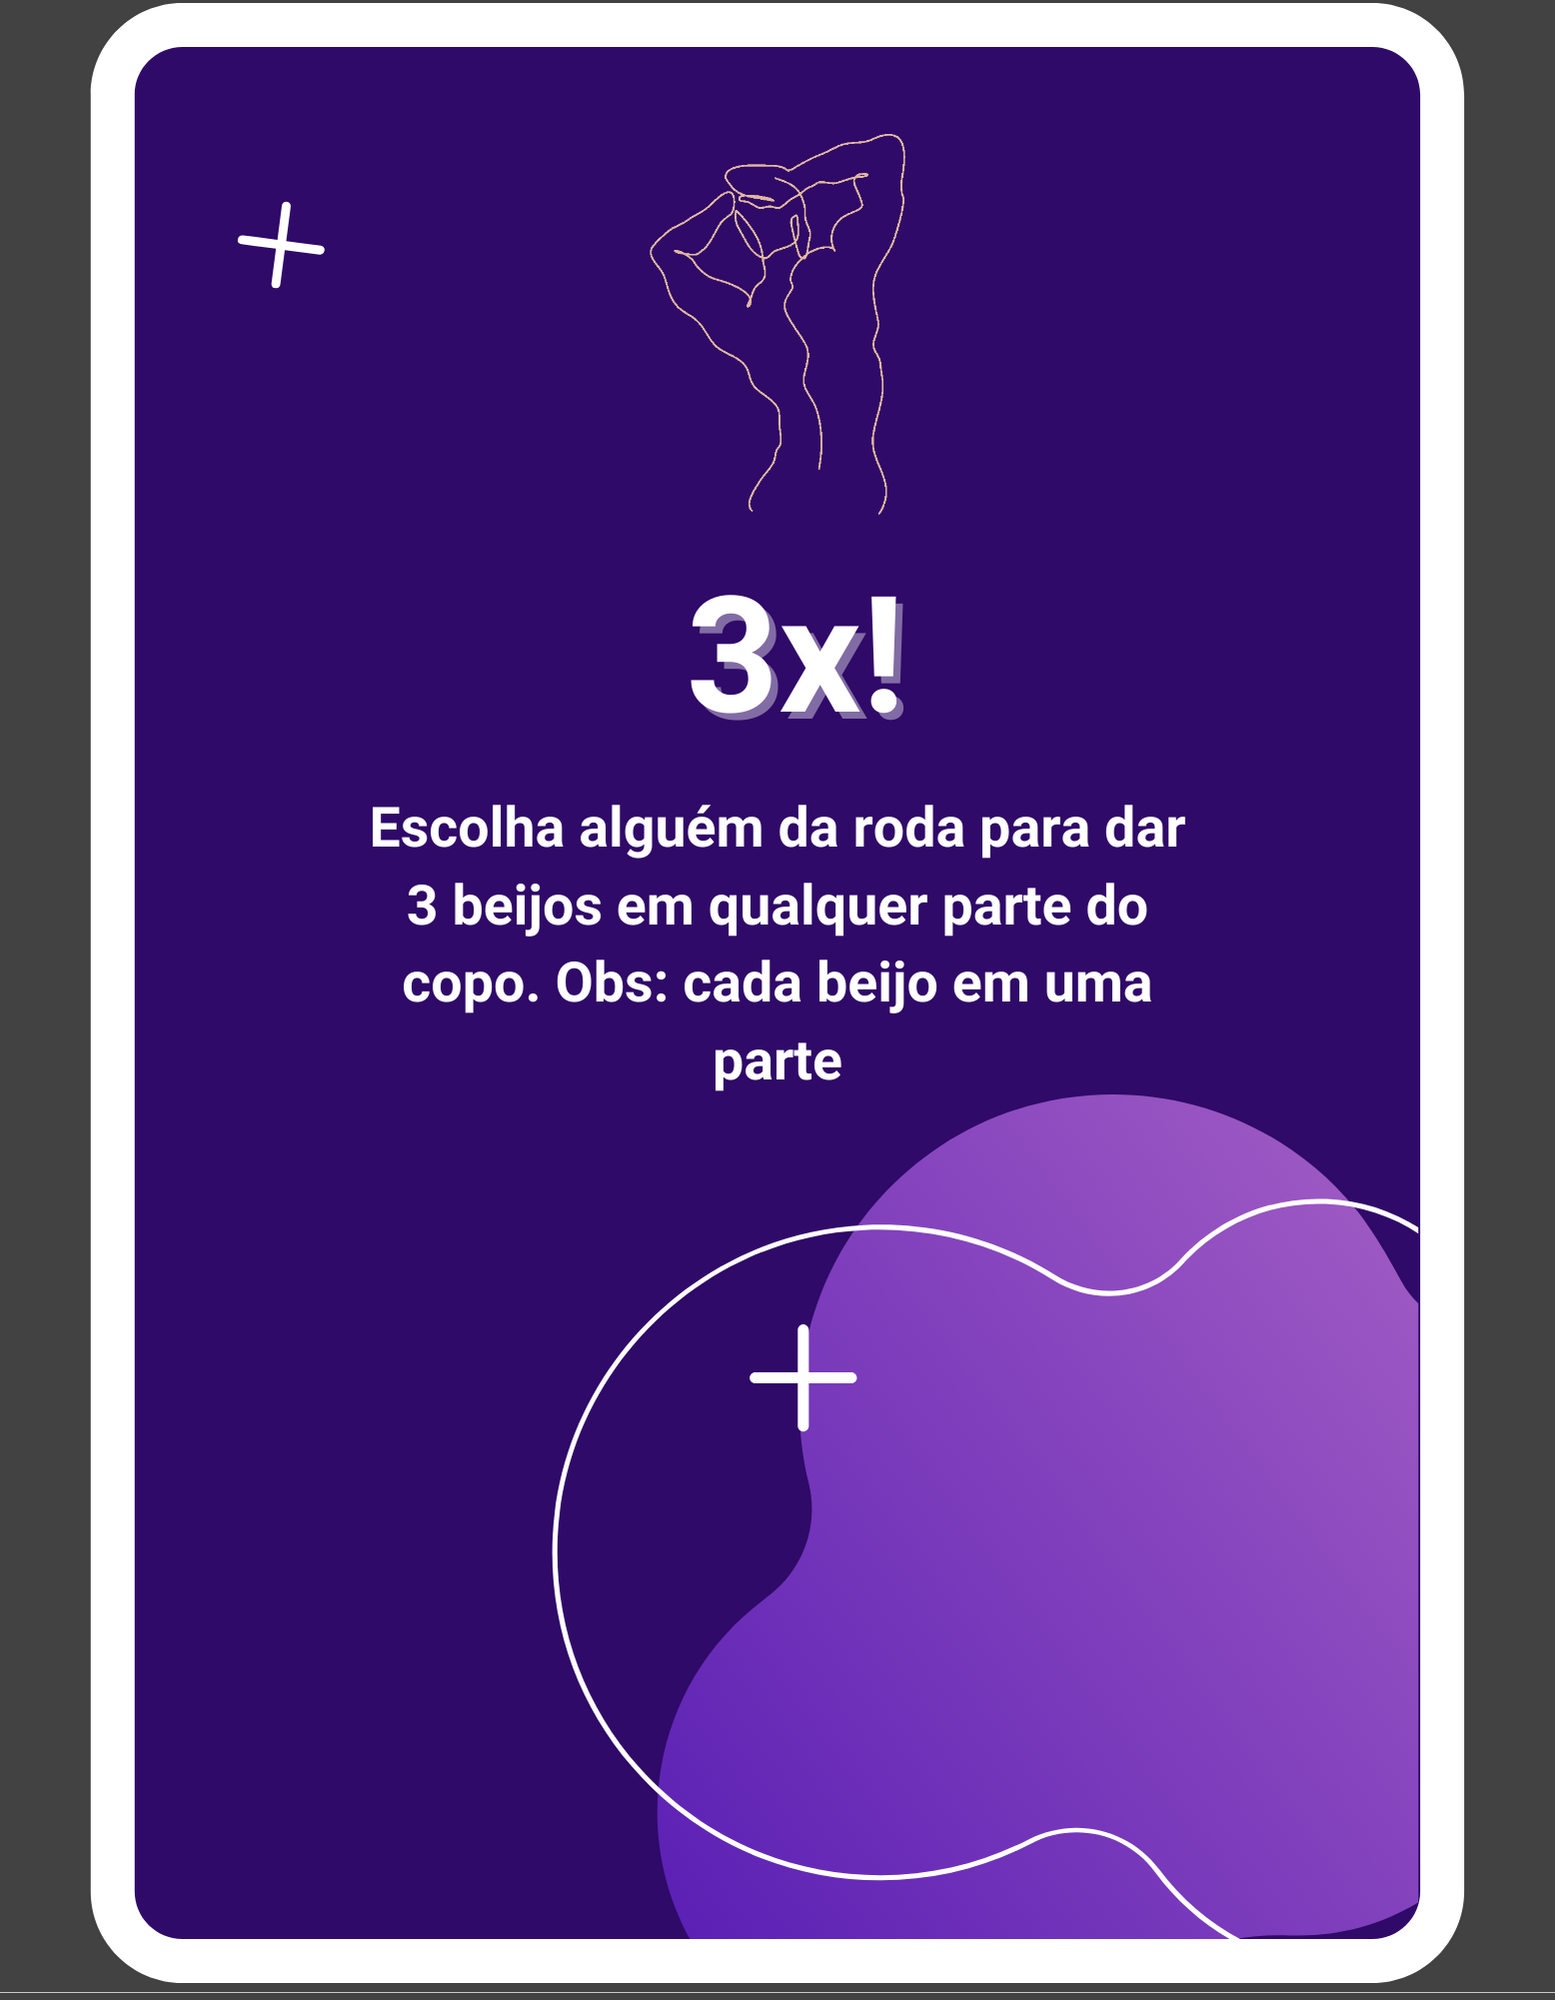 3x!
Escolha alguém da roda para dar
3 beijos em qualquer parte do
copo. Obs: cada beijo em uma
parte